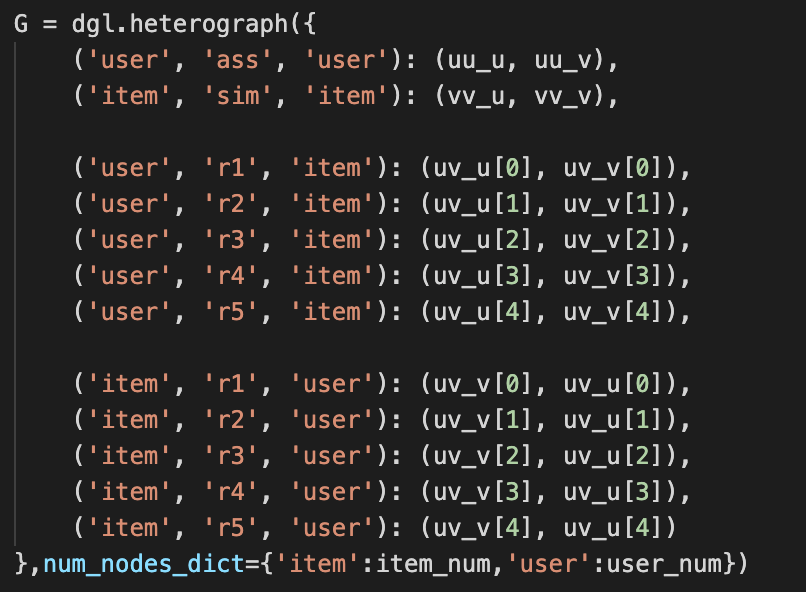 G = dgl.heterograph({
    ('user', 'ass', 'user'): (uu_u, uu_v),
    ('item', 'sim', 'item'): (vv_u, vv_v),

    ('user', 'r1', 'item'): (uv_u[0], uv_v[0]),
    ('user', 'r2', 'item'): (uv_u[1], uv_v[1]),
    ('user', 'r3', 'item'): (uv_u[2], uv_v[2]),
    ('user', 'r4', 'item'): (uv_u[3], uv_v[3]),
    ('user', 'r5', 'item'): (uv_u[4], uv_v[4]),

    ('item', 'r1', 'user'): (uv_v[0], uv_u[0]),
    ('item', 'r2', 'user'): (uv_v[1], uv_u[1]),
    ('item', 'r3', 'user'): (uv_v[2], uv_u[2]),
    ('item', 'r4', 'user'): (uv_v[3], uv_u[3]),
    ('item', 'r5', 'user'): (uv_v[4], uv_u[4])
},num_nodes_dict={'item':item_num,'user':user_num})